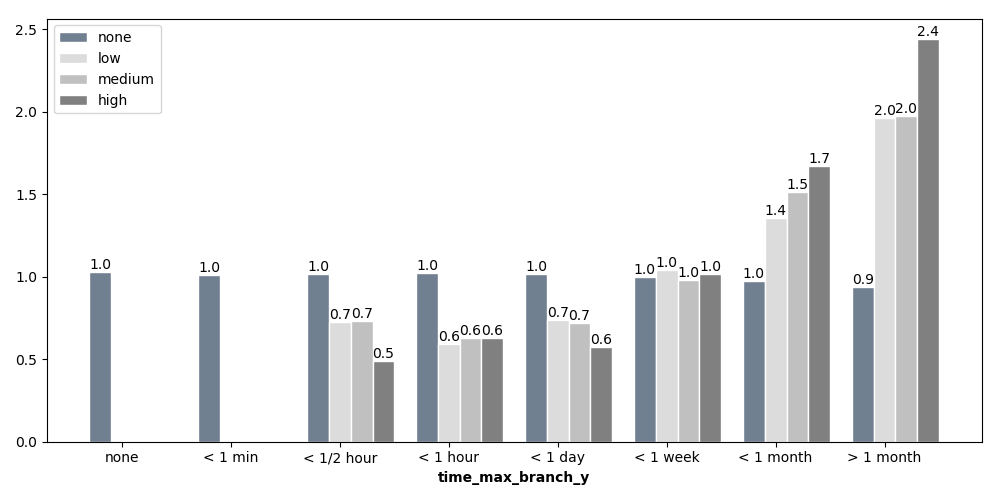 2.5
2.0
1.5
1.0
0.5
0.0
none
low
medium
high
1.0
1.0
1.0 0.7 0.7 0.5
1.0 0.6 0.6 0.6
1.0 0.7 0.7 0.6
1.0 1.0 1.0 1.0
1.0 1.4 1.5 1.7
0.9 2.0 2.0 2.4
none < 1 min < 1/2 hour < 1 hour < 1 day < 1 week < 1 month > 1 month
time_max_branch_y